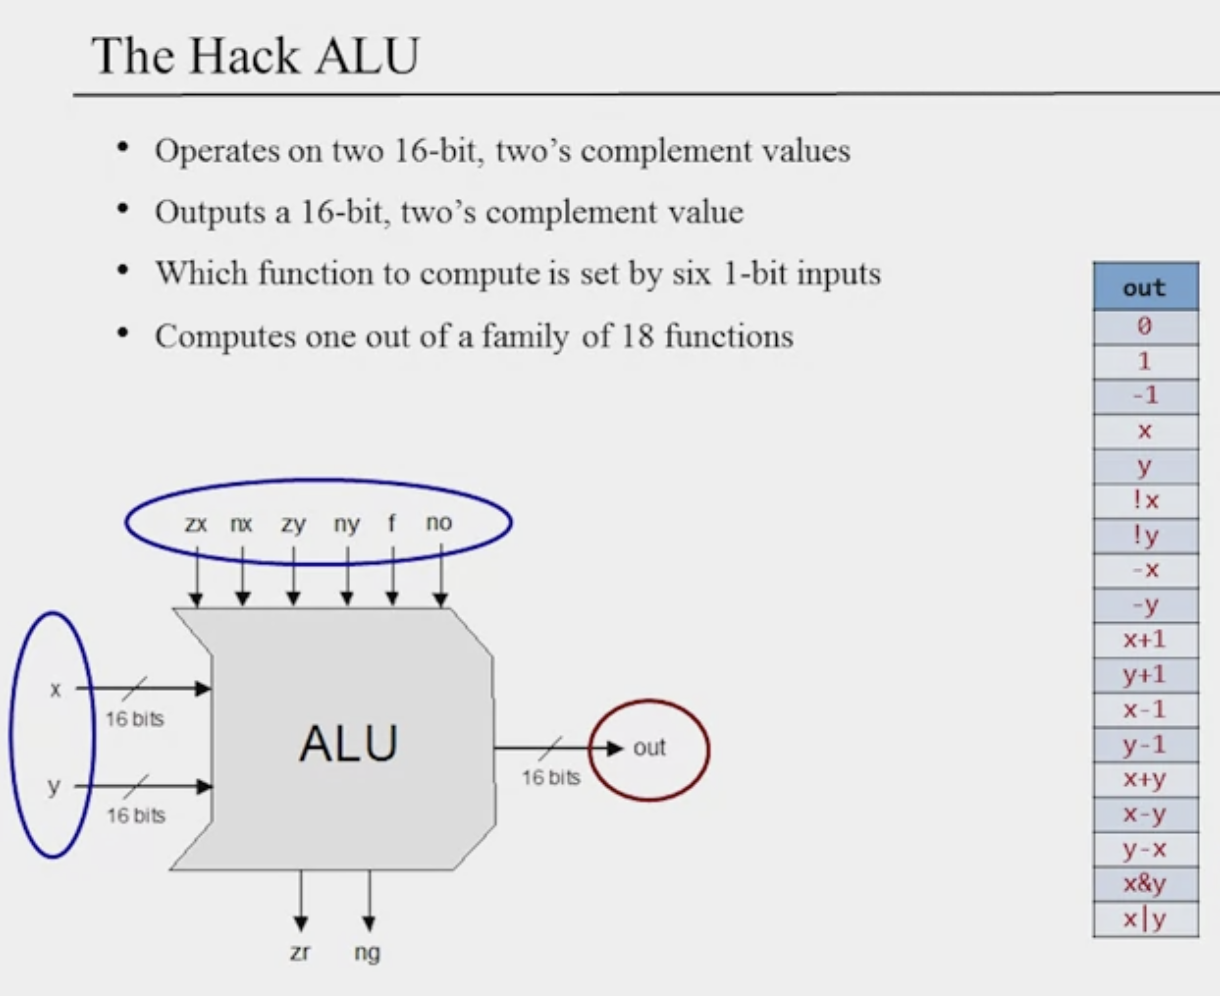 The Hack ALU
• Operates on two 16-bit, two's complement values
• Outputs a 16-bit, two's complement value
• Which function to compute is set by six 1-bit inputs
• Computes one out of a family of 18 functions
zx nx zy ny f no
x
16 bits
y
16 bits
ALU
16 bits
out
zr ng
out
0
1
-1
x
y
!x
!y
-x
-y
x+1
y+1
x-1
y-1
x+y
x-y
y-x
x&y
x|y